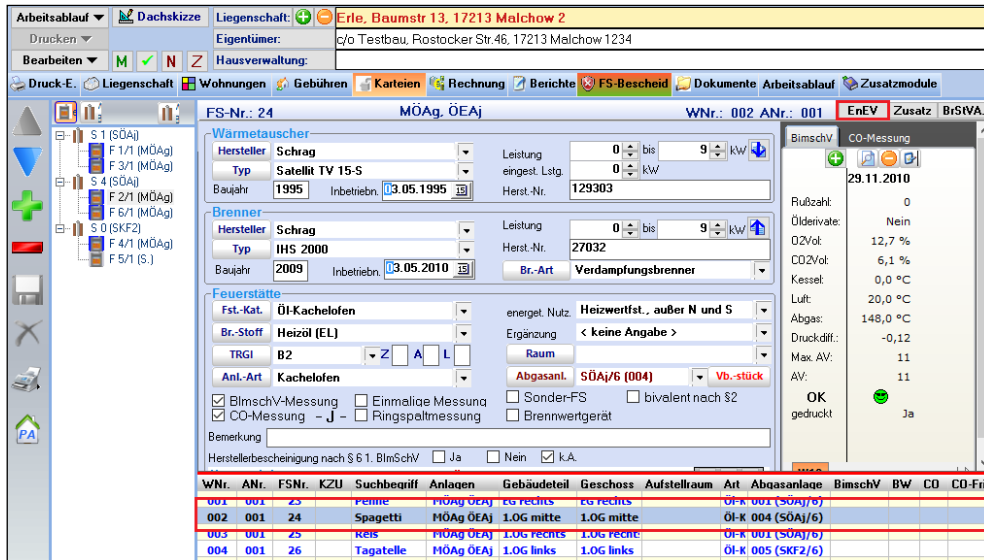 Arbeitsablauf Dachskizze Liegenschaft: Erle, Baumstr 13, 17213 Malchow 2
Drucken Eigentümer: c/o Testbau, Rostocker Str.46, 17213 Malchow 1234
Bearbeiten M N Z Hausverwaltung:
Druck-E. Liegenschaft Wohnungen Gebühren Karteien Rechnung Berichte FS-Bescheid Dokumente Arbeitsablauf Zusatzmodule
FS-Nr.: 24 MÖAg, ÖEAj WNr.: 002 ANr.: 001 EnEV Zusatz BrStVA.
S 1 (SÖAj)
F 1/1 (MÖAg)
F 3/1 (MÖAg)
S 4 (SÖAj)
F 2/1 (MÖAg)
F 6/1 (MÖAg)
S 0 (SKF2)
F 4/1 (MÖAg)
F 5/1 (S.)
PA
Wärmetauscher
Hersteller Schrag Leistung 0 bis 9 kW
Typ Satellit TV 15-S eingest. Lstg. 0 kW
Baujahr 1995 Inbetriebn. 03.05.1995 15 Herst.-Nr. 129303
Brenner
Hersteller Schrag Leistung 0 bis 9 kW
Typ IHS 2000 Herst.-Nr. 27032
Baujahr 2009 Inbetriebn. 03.05.2010 15 Br.-Art Verdampfungsbrenner
Feuerstätte
Fst.-Kat. Öl-Kachelofen energet. Nutz. Heizwertfst., außer N und S
Br.-Stoff Heizöl (EL) Ergänzung < keine Angabe >
TRGI B2 Z A L Raum
Anl.-Art Kachelofen Abgasanl. SÖAj/6 (004) Vb.-stück
BImschV-Messung Einmalige Messung Sonder-FS bivalent nach §2
CO-Messung - J - Ringspaltmessung Brennwertgerät
Bemerkung
Herstellerbescheinigung nach § 6 1. BImSchV Ja Nein k.A.
BimschV CO-Messung
29.11.2010
Rußzahl: 0
Ölderivate: Nein
O2Vol: 12,7 %
CO2Vol: 6,1 %
Kessel: 0,0 °C
Luft: 20,0 °C
Abgas: 148,0 °C
Druckdiff.: -0,12
Max. AV: 11
AV: 11
OK
gedruckt Ja
WNr. ANr. FSNr. KZU Suchbegriff Anlagen Gebäudeteil Geschoss Aufstellraum Art Abgasanlage BimschV BW CO CO-Fri
001 001 23 Penne MÖAg ÖEAj EG rechts EG rechts Öl-K 001 (SÖAj/6)
002 001 24 Spagetti MÖAg ÖEAj 1.OG mitte 1.OG mitte Öl-K 004 (SÖAj/6)
003 001 25 Reis MÖAg ÖEAj 1.OG rechts 1.OG recht: Öl-K 001 (SÖAj/6)
004 001 26 Tagatelle MÖAg ÖEAj 1.OG links 1.OG links Öl-K 005 (SKF2/6)